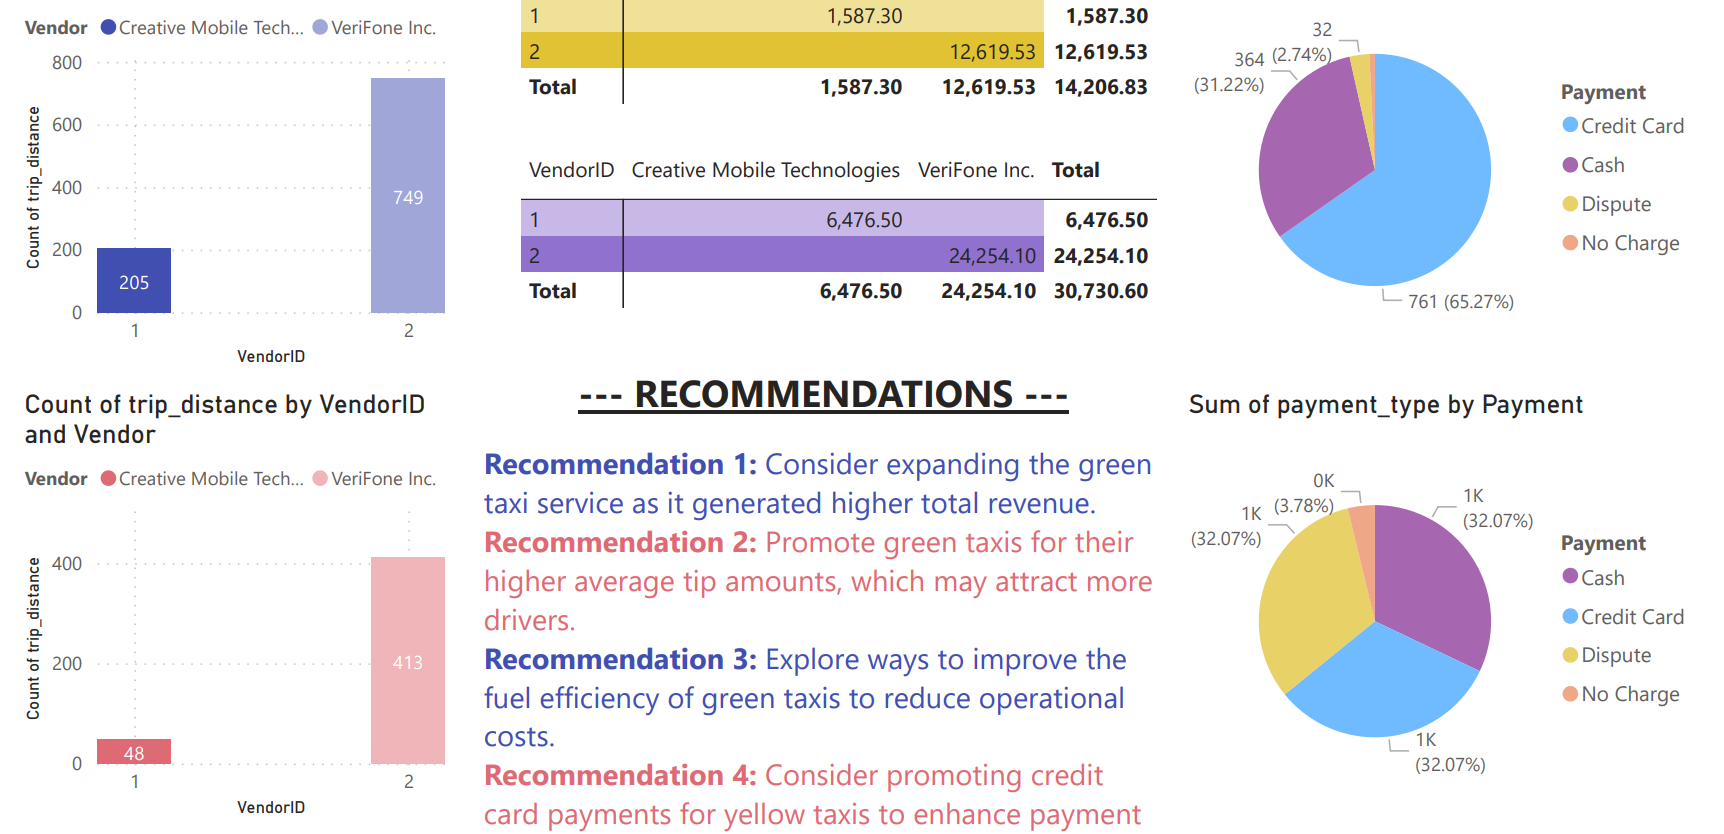 Vendor Creative Mobile Tech... VeriFone Inc.
800
600
400
200
0
Count of trip_distance
205
749
1
2
VendorID
Count of trip_distance by VendorID
and Vendor
Vendor Creative Mobile Tech... VeriFone Inc.
400
200
0
Count of trip_distance
48
413
1
2
VendorID
1 1,587.30 1,587.30
2 12,619.53 12,619.53
Total 1,587.30 12,619.53 14,206.83
VendorID Creative Mobile Technologies VeriFone Inc. Total
1 6,476.50 6,476.50
2 24,254.10 24,254.10
Total 6,476.50 24,254.10 30,730.60
--- RECOMMENDATIONS ---
Recommendation 1: Consider expanding the green
taxi service as it generated higher total revenue.
Recommendation 2: Promote green taxis for their
higher average tip amounts, which may attract more
drivers.
Recommendation 3: Explore ways to improve the
fuel efficiency of green taxis to reduce operational
costs.
Recommendation 4: Consider promoting credit
card payments for yellow taxis to enhance payment
32
(2.74%)
364
(31.22%)
761 (65.27%)
Payment
Credit Card
Cash
Dispute
No Charge
Sum of payment_type by Payment
0K
(3.78%)
1K
(32.07%)
1K
(32.07%)
1K
(32.07%)
Payment
Cash
Credit Card
Dispute
No Charge